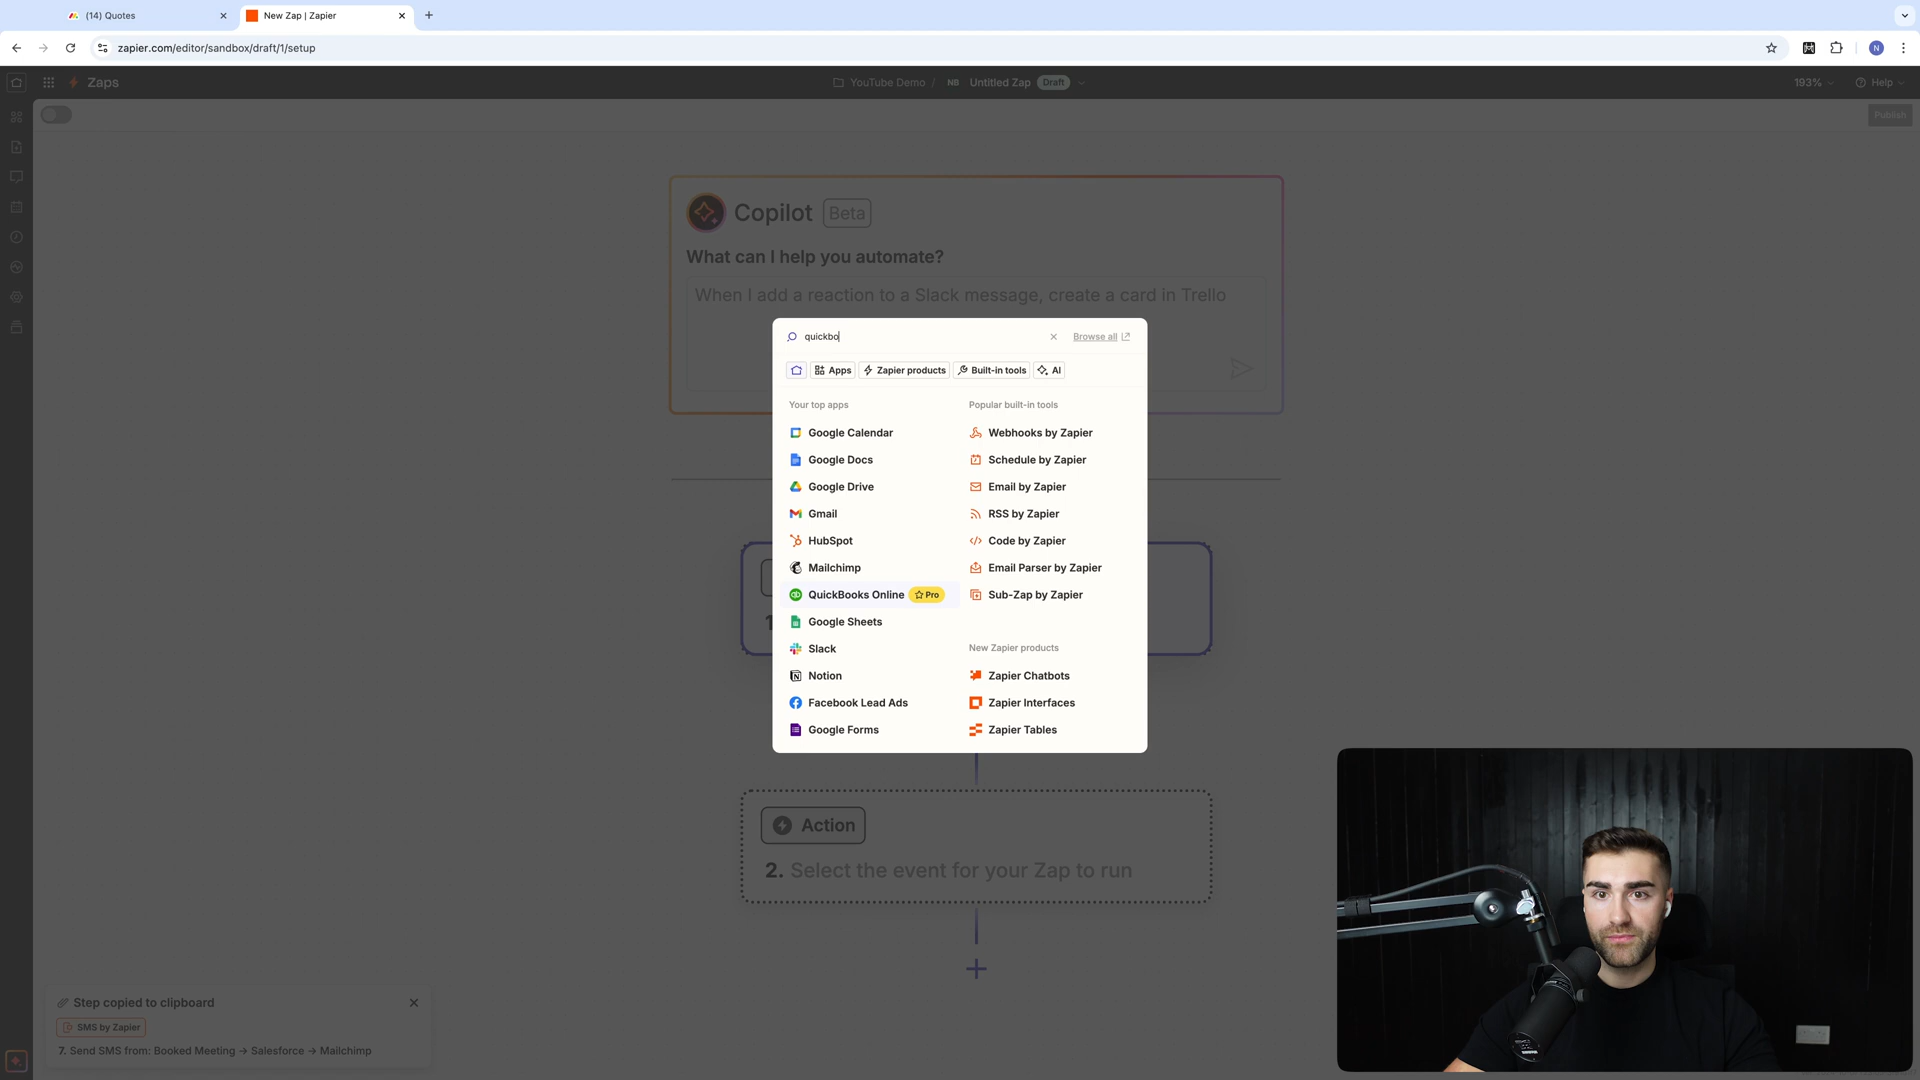 (14) Quotes
New Zap | Zapier
zapier.com/editor/sandbox/draft/1/setup
N
Zaps
YouTube Demo / NB Untitled Zap Draft
193%
Help
Publish
Copilot Beta
What can I help you automate?
When I add a reaction to a Slack message, create a card in Trello
quickbo
Browse all
Apps
Zapier products
Built-in tools
AI
Your top apps
Google Calendar
Google Docs
Google Drive
Gmail
HubSpot
Mailchimp
QuickBooks Online Pro
Google Sheets
Slack
Notion
Facebook Lead Ads
Google Forms
Popular built-in tools
Webhooks by Zapier
Schedule by Zapier
Email by Zapier
RSS by Zapier
Code by Zapier
Email Parser by Zapier
Sub-Zap by Zapier
New Zapier products
Zapier Chatbots
Zapier Interfaces
Zapier Tables
Action
2. Select the event for your Zap to run
Step copied to clipboard
SMS by Zapier
7. Send SMS from: Booked Meeting → Salesforce → Mailchimp